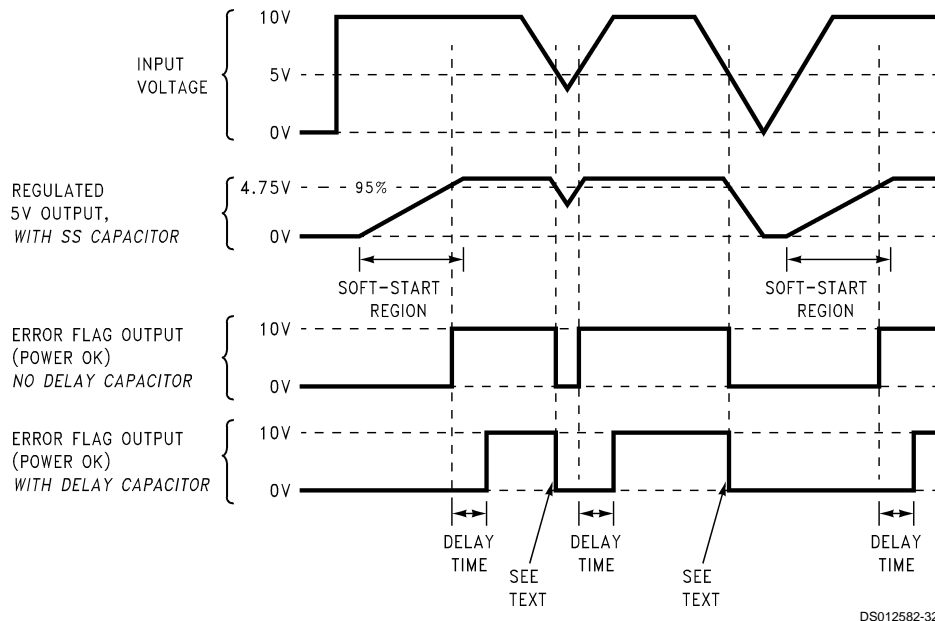 INPUT
VOLTAGE
10V
5V
0V
REGULATED
5V OUTPUT,
WITH SS CAPACITOR
4.75V
95%
0V
SOFT-START
REGION
SOFT-START
REGION
ERROR FLAG OUTPUT
(POWER OK)
NO DELAY CAPACITOR
10V
0V
ERROR FLAG OUTPUT
(POWER OK)
WITH DELAY CAPACITOR
10V
0V
DELAY
TIME
SEE
TEXT
DELAY
TIME
SEE
TEXT
DELAY
TIME
DS012582-32